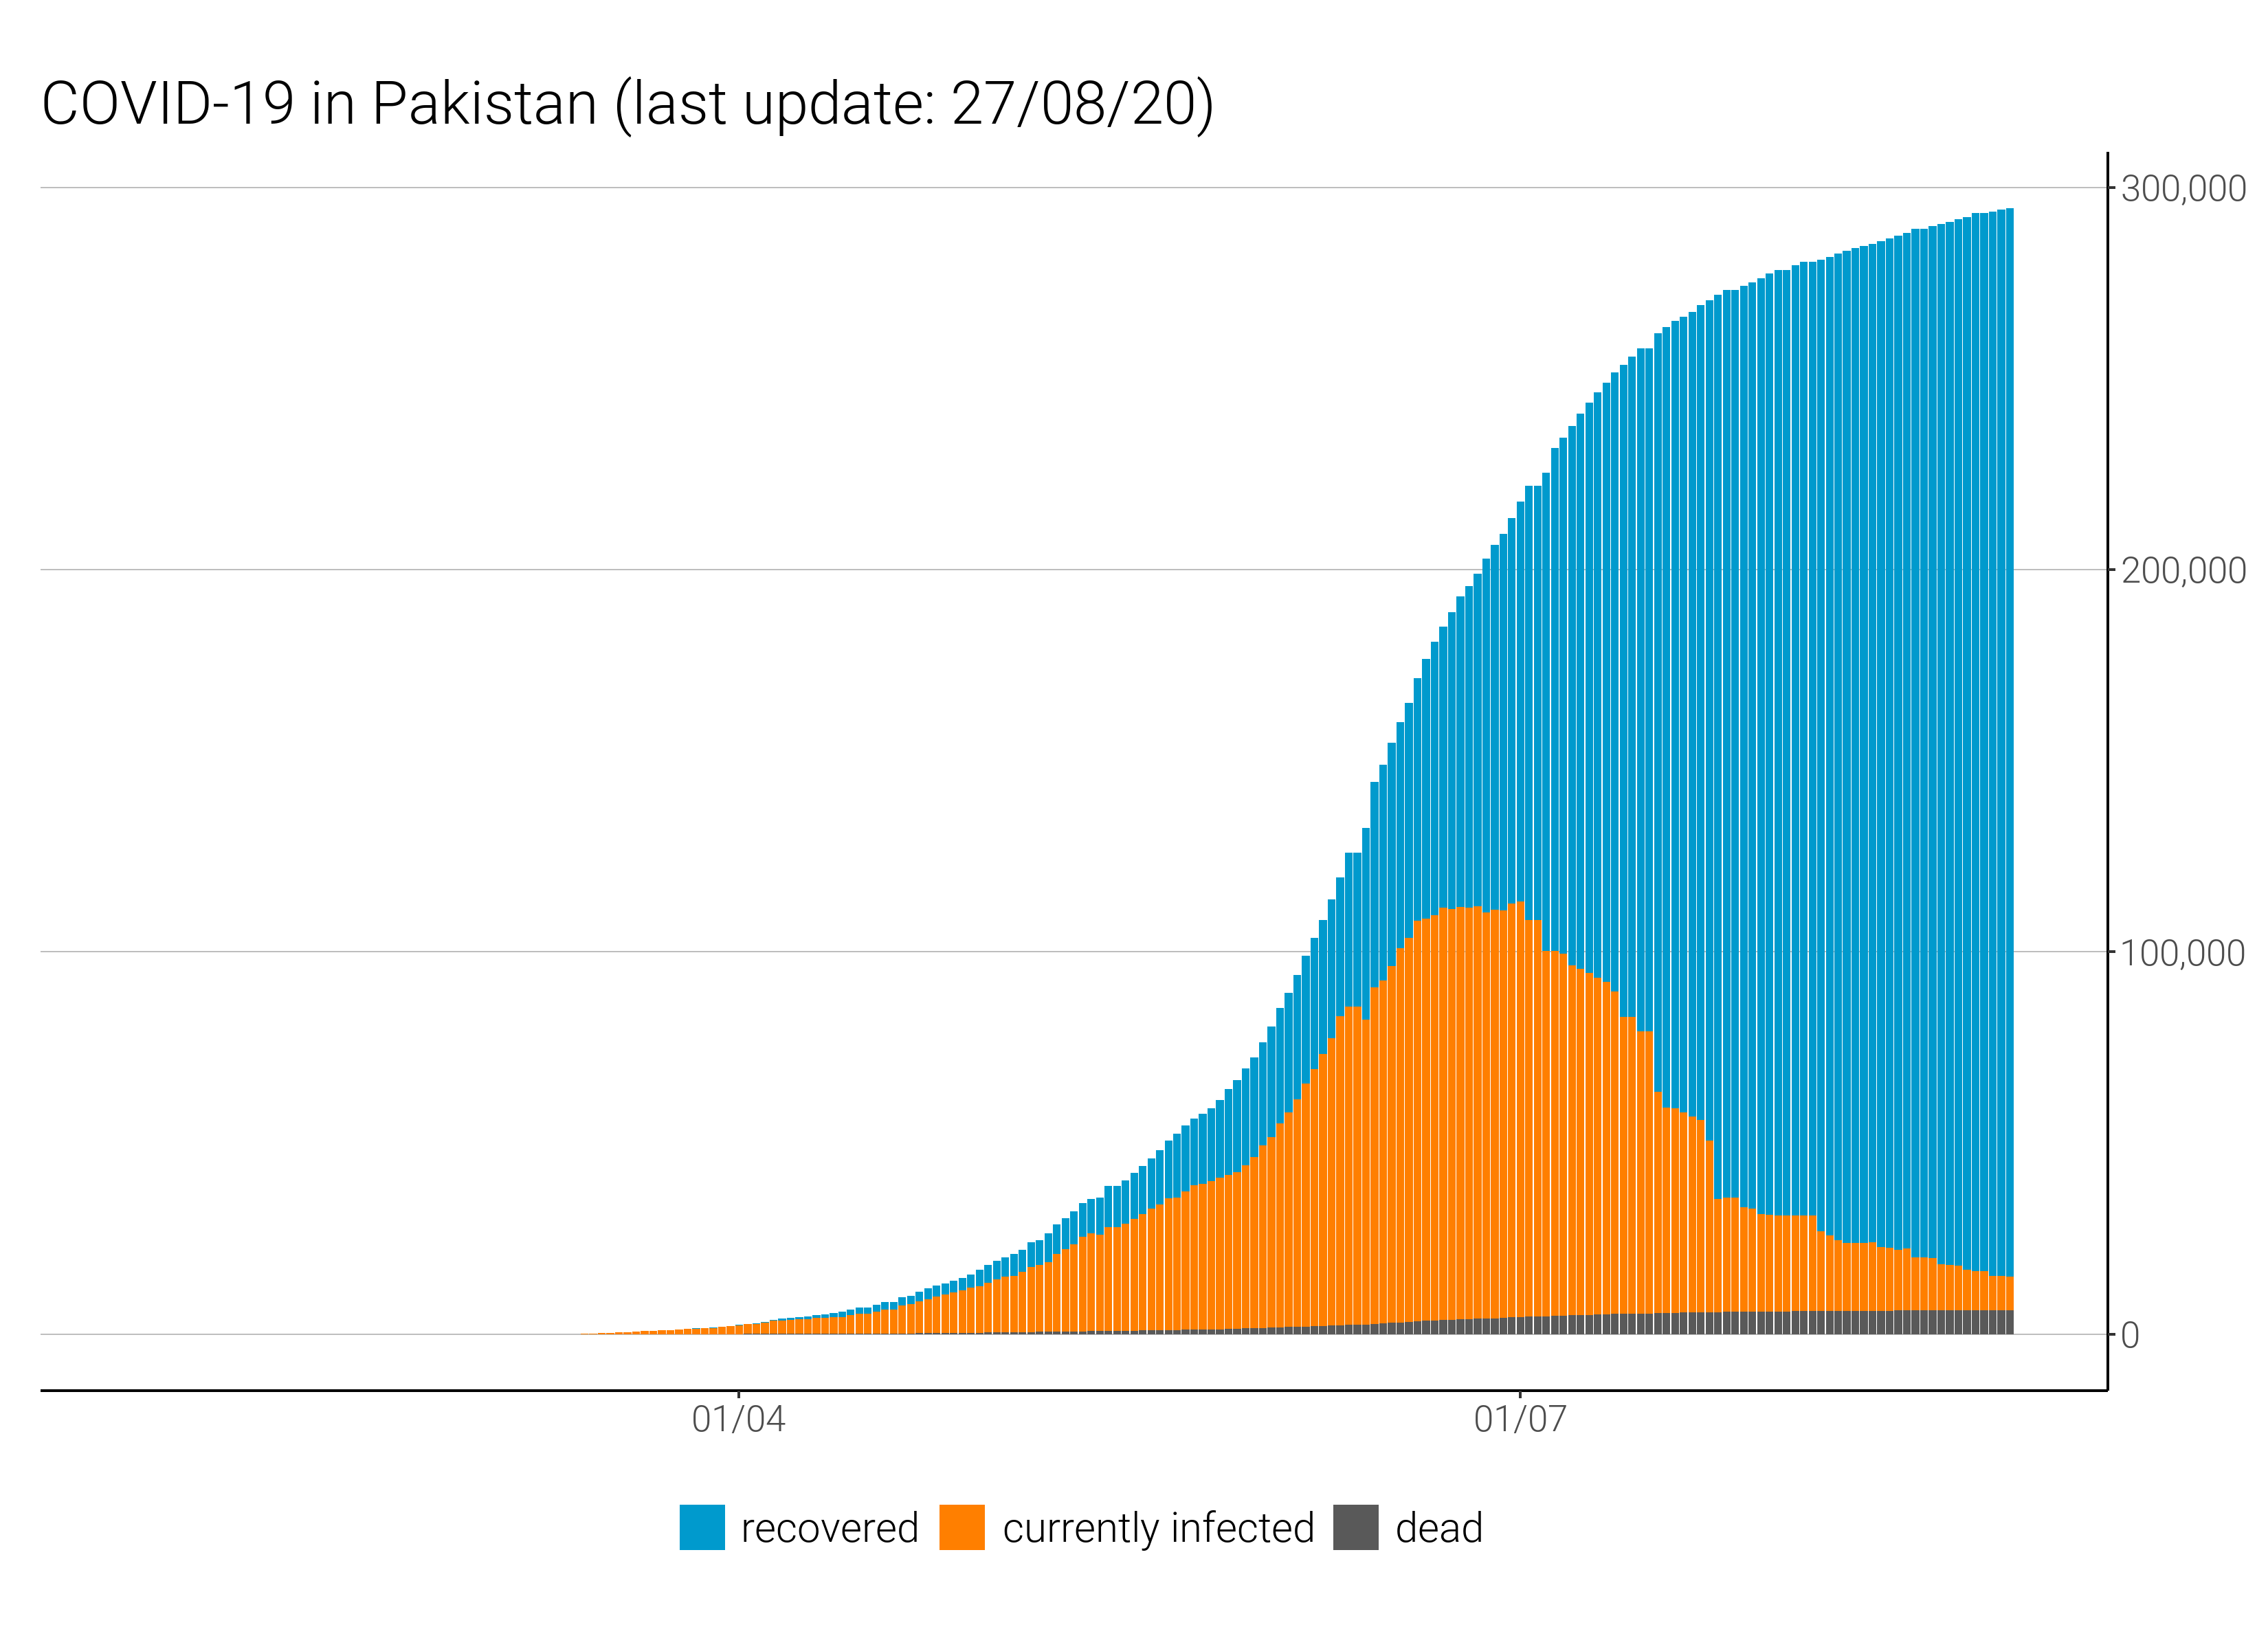 COVID-19 in Pakistan (last update: 27/08/20)
300,000
200,000
100,000
0
01/04 01/07
recovered currently infected dead